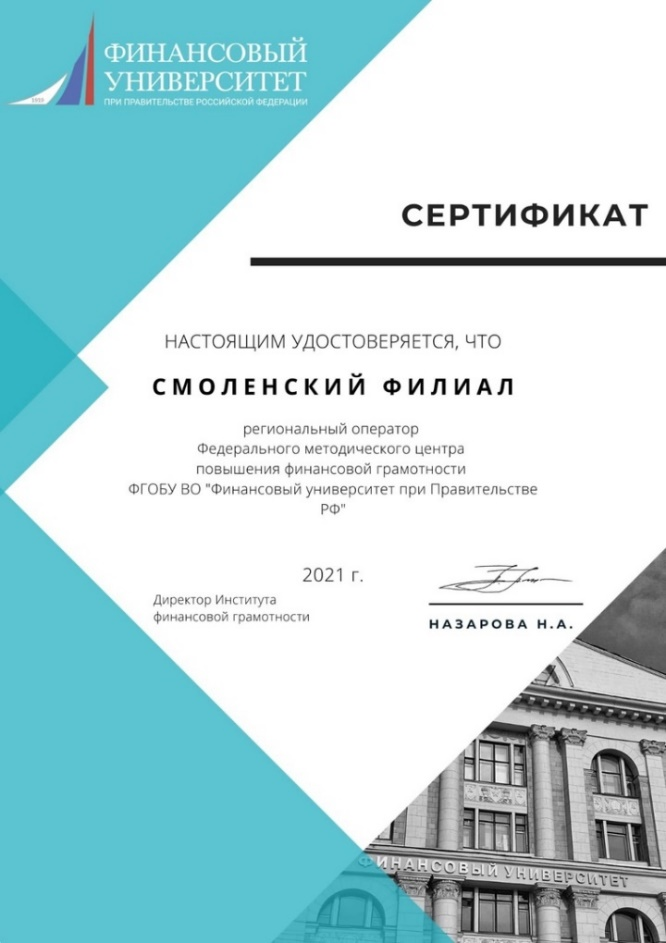 ФИНАНСОВЫЙ
УНИВЕРСИТЕТ
ПРИ ПРАВИТЕЛЬСТВЕ РОССИЙСКОЙ ФЕДЕРАЦИИ
1919
СЕРТИФИКАТ
НАСТОЯЩИМ УДОСТОВЕРЯЕТСЯ, ЧТО
СМОЛЕНСКИЙ ФИЛИАЛ
региональный оператор
Федерального методического центра
повышения финансовой грамотности
ФГОБУ ВО "Финансовый университет при Правительстве
РФ"
2021 г.
Директор Института
финансовой грамотности
НАЗАРОВА Н.А.
ФИНАНСОВЫЙ УНИВЕРСИТЕТ